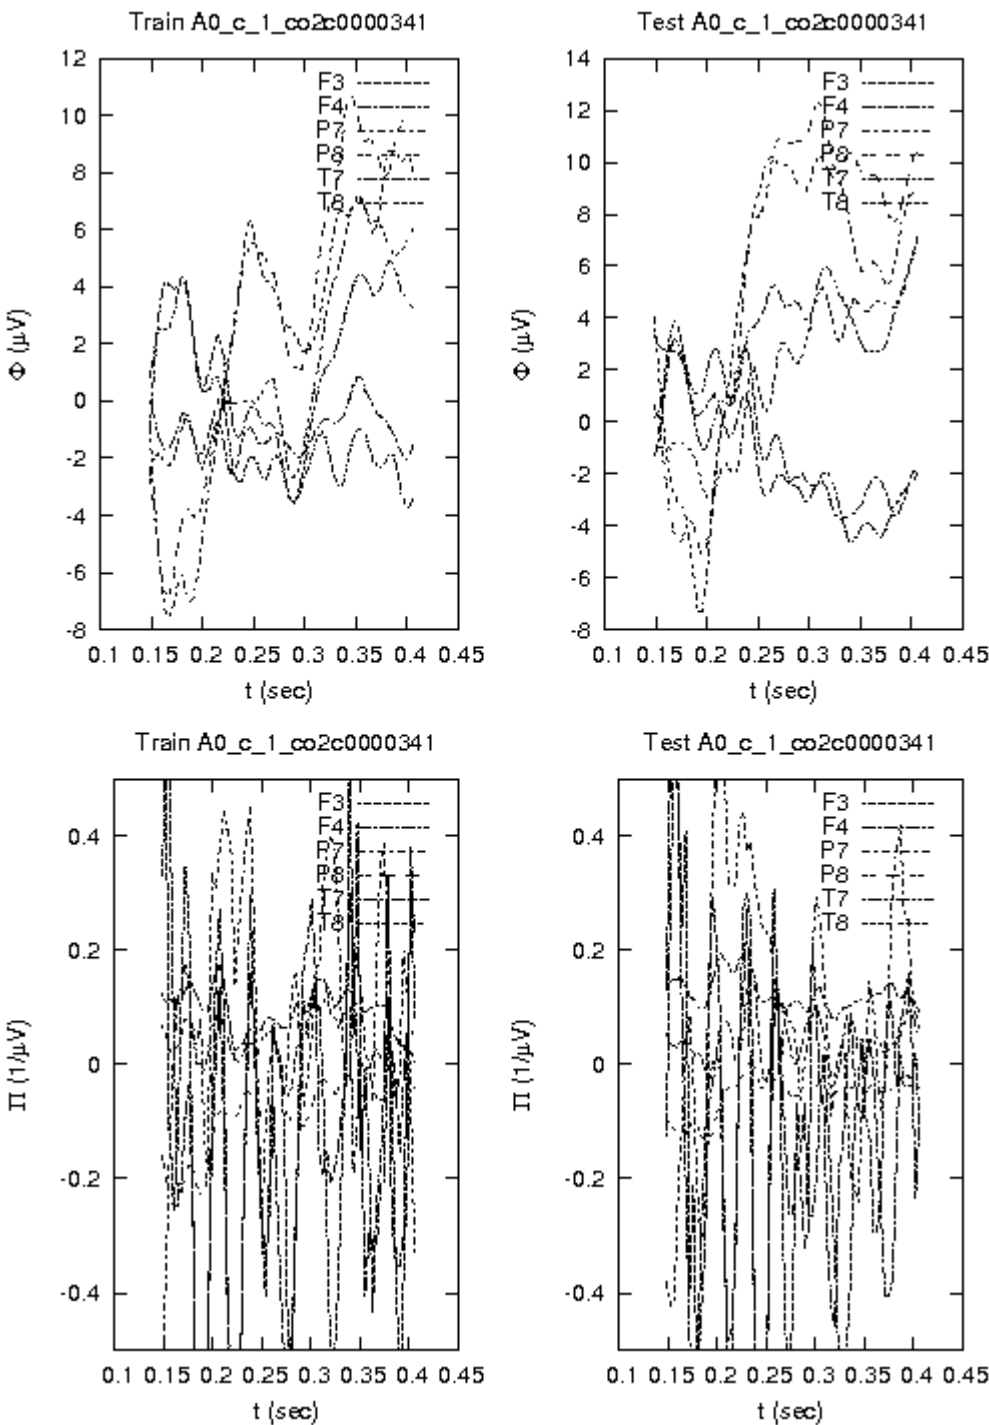 Train A0_c_1_co2c0000341
Test A0_c_1_co2c0000341
12
10
8
6
4
2
0
-2
-4
-6
-8
Φ (μV)
F3
F4
P7
P8
T7
T8
0.1 0.15 0.2 0.25 0.3 0.35 0.4 0.45
t (sec)
14
12
10
8
6
4
2
0
-2
-4
-6
-8
Φ (μV)
F3
F4
P7
P8
T7
T8
0.1 0.15 0.2 0.25 0.3 0.35 0.4 0.45
t (sec)
Train A0_c_1_co2c0000341
Test A0_c_1_co2c0000341
0.4
0.2
0
-0.2
-0.4
Π (1/μV)
F3
F4
P7
P8
T7
T8
0.1 0.15 0.2 0.25 0.3 0.35 0.4 0.45
t (sec)
0.4
0.2
0
-0.2
-0.4
Π (1/μV)
F3
F4
P7
P8
T7
T8
0.1 0.15 0.2 0.25 0.3 0.35 0.4 0.45
t (sec)